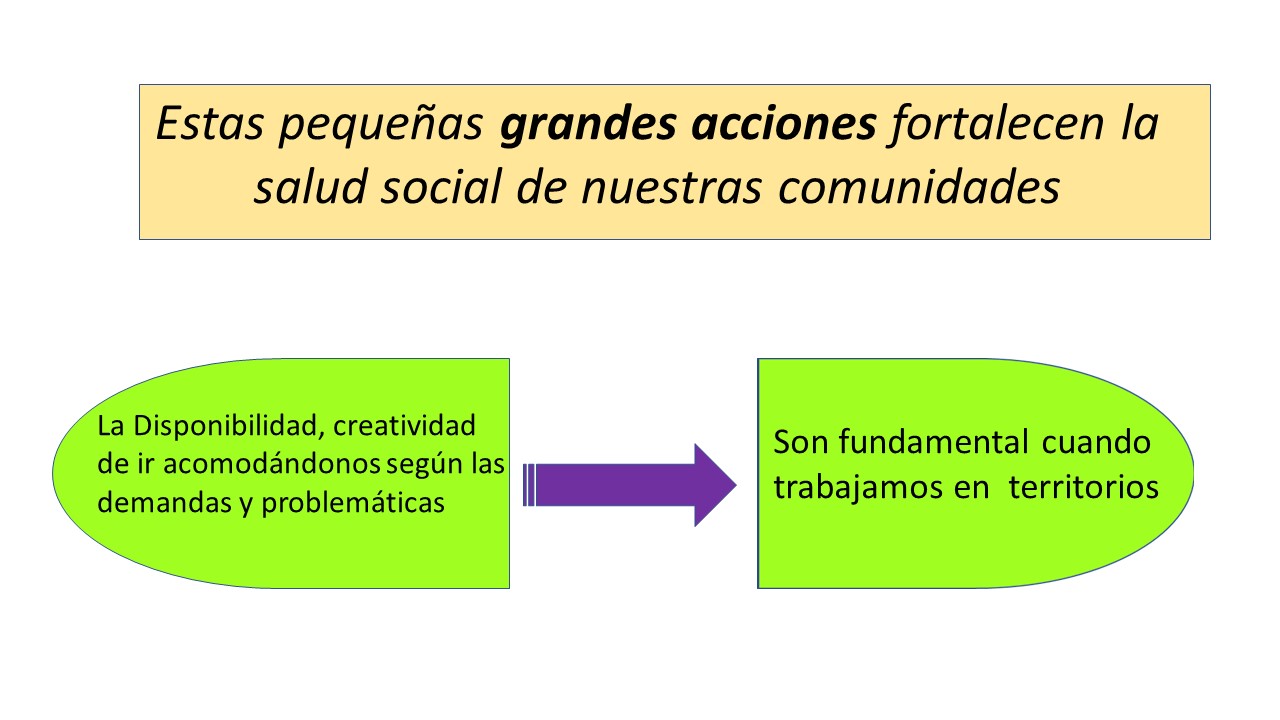 Estas pequeñas grandes acciones fortalecen la
salud social de nuestras comunidades
La Disponibilidad, creatividad
de ir acomodándonos según las
demandas y problemáticas
Son fundamental cuando
trabajamos en territorios